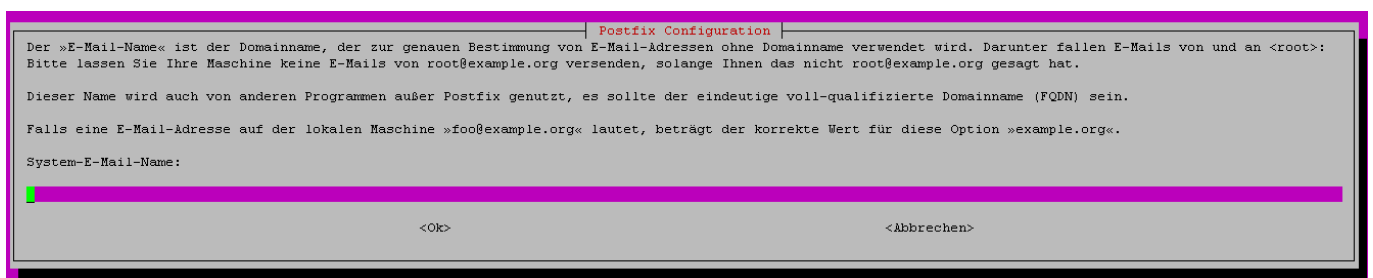 Postfix Configuration
Der »E-Mail-Name« ist der Domainname, der zur genauen Bestimmung von E-Mail-Adressen ohne Domainname verwendet wird. Darunter fallen E-Mails von und an <root>:
Bitte lassen Sie Ihre Maschine keine E-Mails von root@example.org versenden, solange Ihnen das nicht root@example.org gesagt hat.
Dieser Name wird auch von anderen Programmen außer Postfix genutzt, es sollte der eindeutige voll-qualifizierte Domainname (FQDN) sein.
Falls eine E-Mail-Adresse auf der lokalen Maschine »foo@example.org« lautet, beträgt der korrekte Wert für diese Option »example.org«.
System-E-Mail-Name:
<Ok> <Abbrechen>